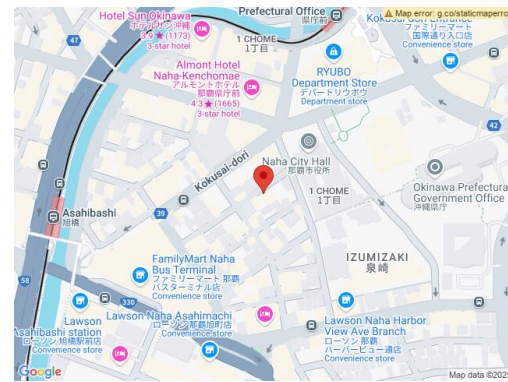 Hotel Sun Okinawa
ホテルサン沖縄
3.9★(1173)
3-star hotel
Prefectural Office
県庁前
⚠ Map error: g.co/staticmaperro
ファミリーマート
国際通り入口店
Convenience store
47
1 CHOME
1丁目
Almont Hotel
Naha-Kenchomae
アルモントホテル
那覇県庁前
4.3★(1665)
3-star hotel
RYUBO
Department Store
デパートリウボウ
Department store
42
Kokusai-dori
Naha City Hall
那覇市役所
1 CHOME
1丁目
Okinawa Prefectura
Government Office
沖縄県庁
Asahibashi
旭橋
39
FamilyMart Naha
Bus Terminal
ファミリーマート 那覇
バスターミナル店
Convenience store
IZUMIZAKI
泉崎
58
330
Lawson
Asahibashi station
ローソン 旭橋駅前店
Convenience store
Lawson Naha Asahimachi
ローソン 那覇旭町店
Convenience store
Lawson Naha Harbor
View Ave Branch
ローソン 那覇
ハーバービュー通店
Convenience store
Google
Map data ©2025